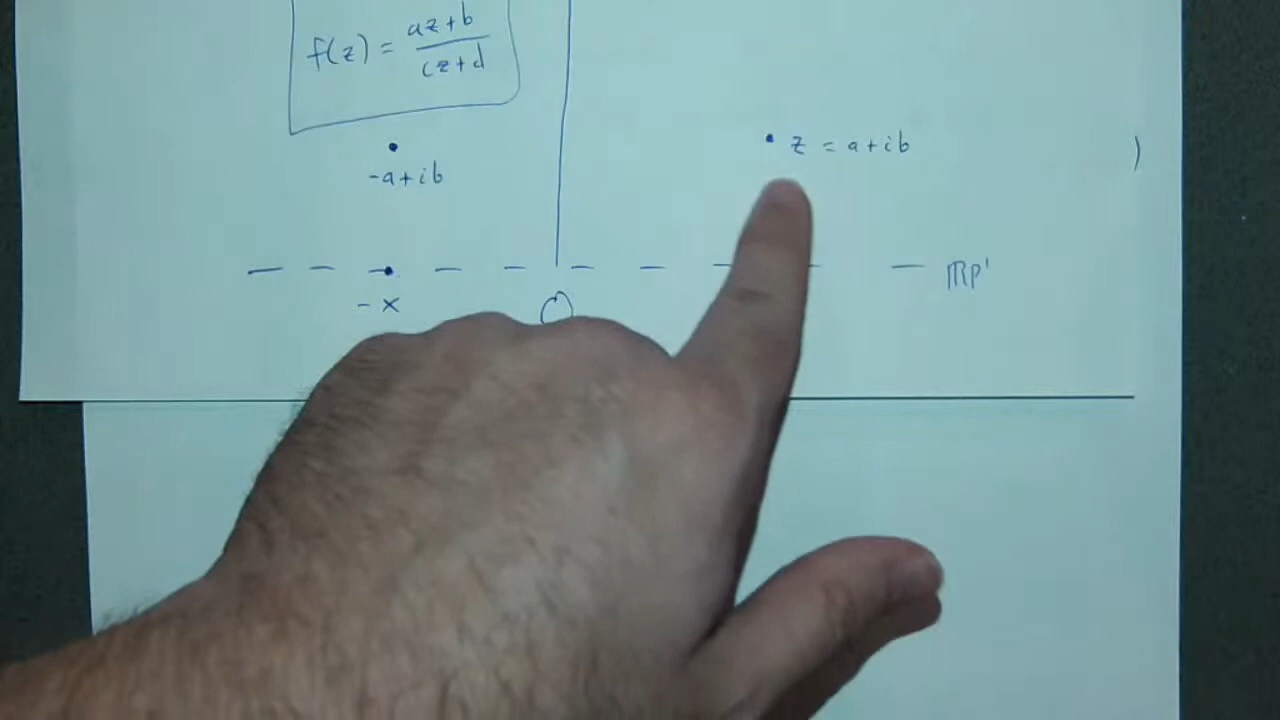 f(z) = az+b
cz+d
z = a+ib
)
-a+ib
ℝP¹
-x
0